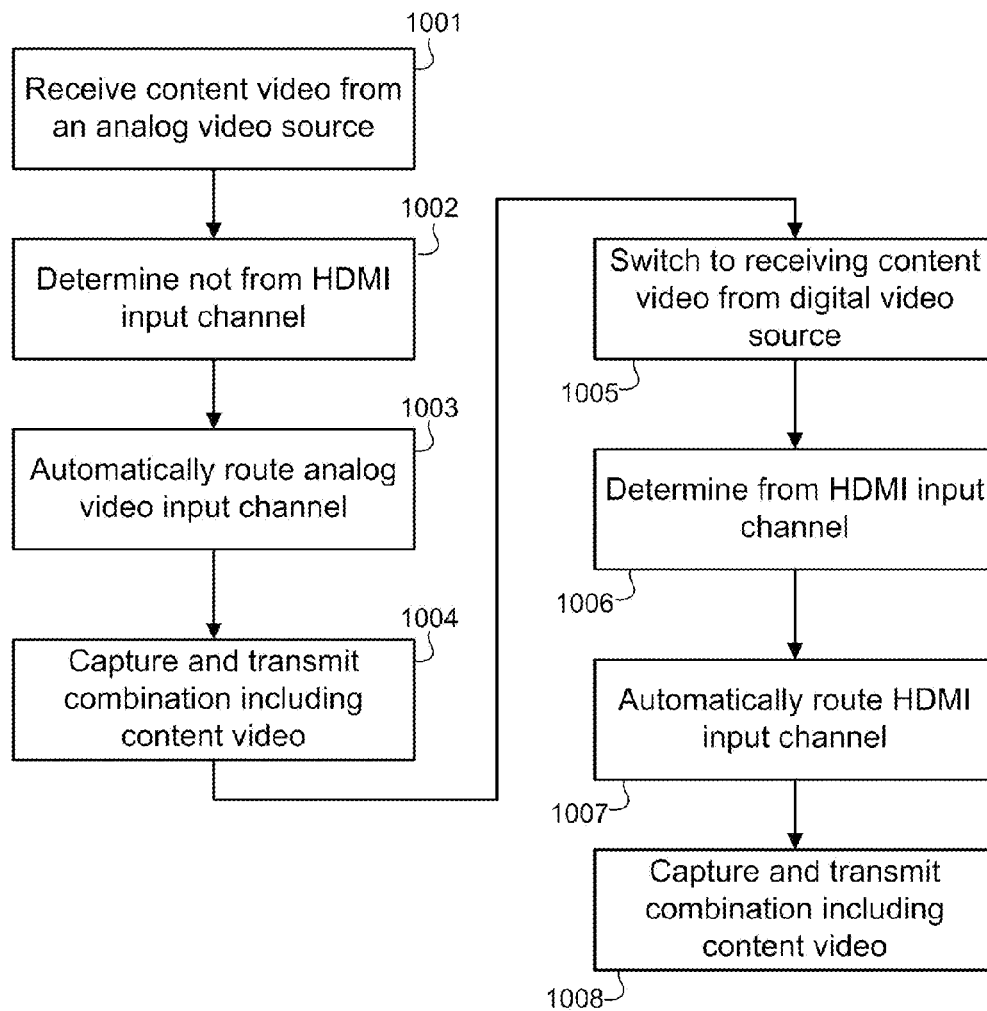 1001
Receive content video from
an analog video source
1002
Determine not from HDMI
input channel
1003
Automatically route analog
video input channel
1004
Capture and transmit
combination including
content video
Switch to receiving content
video from digital video
source
1005
Determine from HDMI input
channel
1006
Automatically route HDMI
input channel
1007
Capture and transmit
combination including
content video
1008